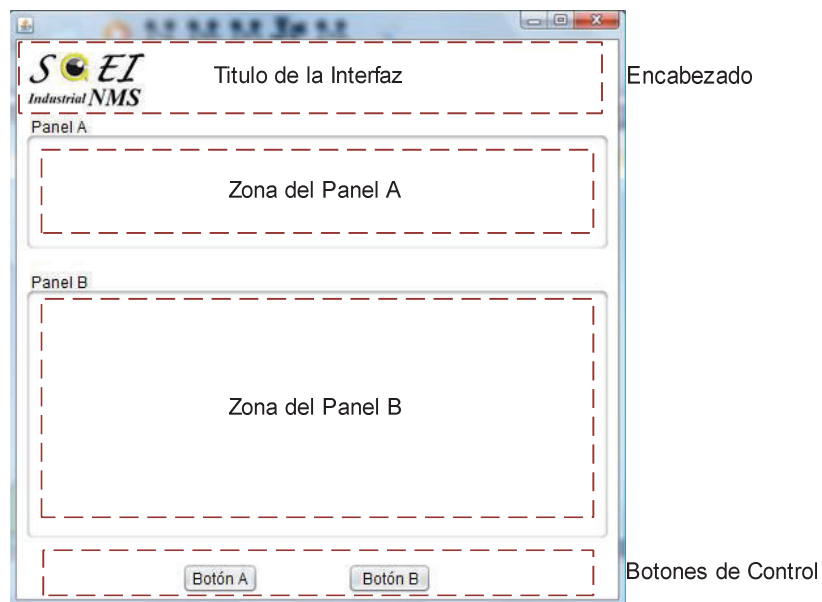 SQEI
Industrial NMS
Titulo de la Interfaz
Encabezado
Panel A
Zona del Panel A
Panel B
Zona del Panel B
Botón A
Botón B
Botones de Control